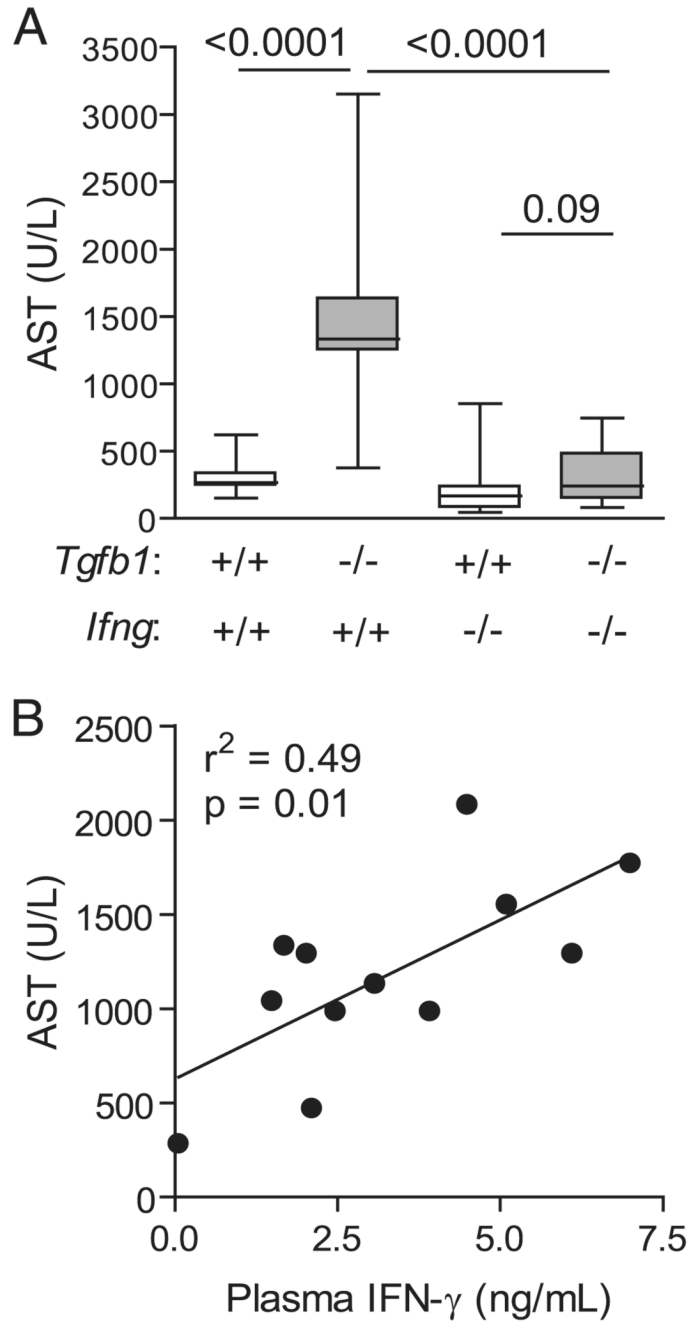 A
<0.0001 <0.0001
0.09
3500
3000
2500
2000
1500
1000
500
0
AST (U/L)
Tgfb1: +/+ -/- +/+ -/-
Ifng: +/+ +/+ -/- -/-
B
r² = 0.49
p = 0.01
2500
2000
1500
1000
500
0
AST (U/L)
0.0 2.5 5.0 7.5
Plasma IFN-γ (ng/mL)